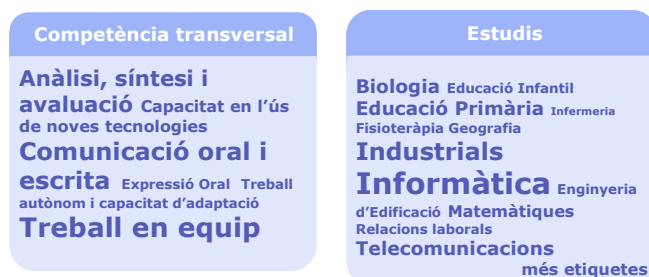 Competència transversal
Anàlisi, síntesi i
avaluació Capacitat en l'ús
de noves tecnologies
Comunicació oral i
escrita Expressió Oral Treball
autònom i capacitat d'adaptació
Treball en equip
Estudis
Biologia Educació Infantil
Educació Primària Infermeria
Fisioteràpia Geografia
Industrials
Informàtica Enginyeria
d'Edificació Matemàtiques
Relacions laborals
Telecomunicacions
més etiquetes